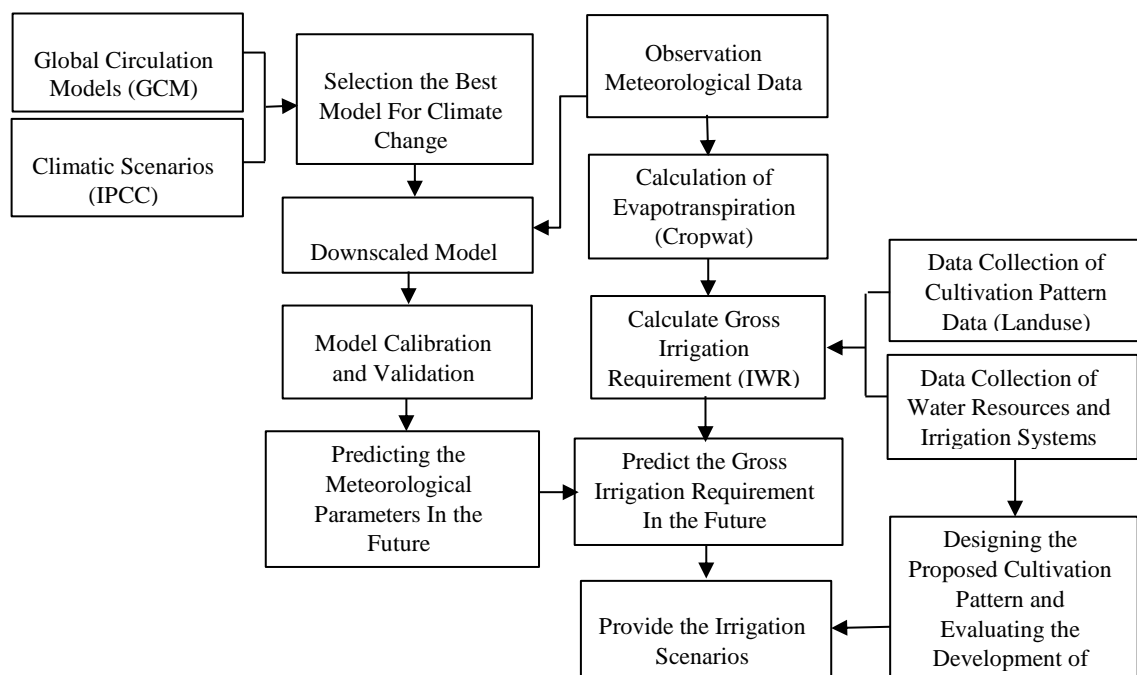 Global Circulation
Models (GCM)
Climatic Scenarios
(IPCC)
Selection the Best
Model For Climate
Change
Observation
Meteorological Data
Downscaled Model
Calculation of
Evapotranspiration
(Cropwat)
Model Calibration
and Validation
Calculate Gross
Irrigation
Requirement (IWR)
Data Collection of
Cultivation Pattern
Data (Landuse)
Data Collection of
Water Resources and
Irrigation Systems
Predicting the
Meteorological
Parameters In the
Future
Predict the Gross
Irrigation Requirement
In the Future
Designing the
Proposed Cultivation
Pattern and
Evaluating the
Development of
Provide the Irrigation
Scenarios